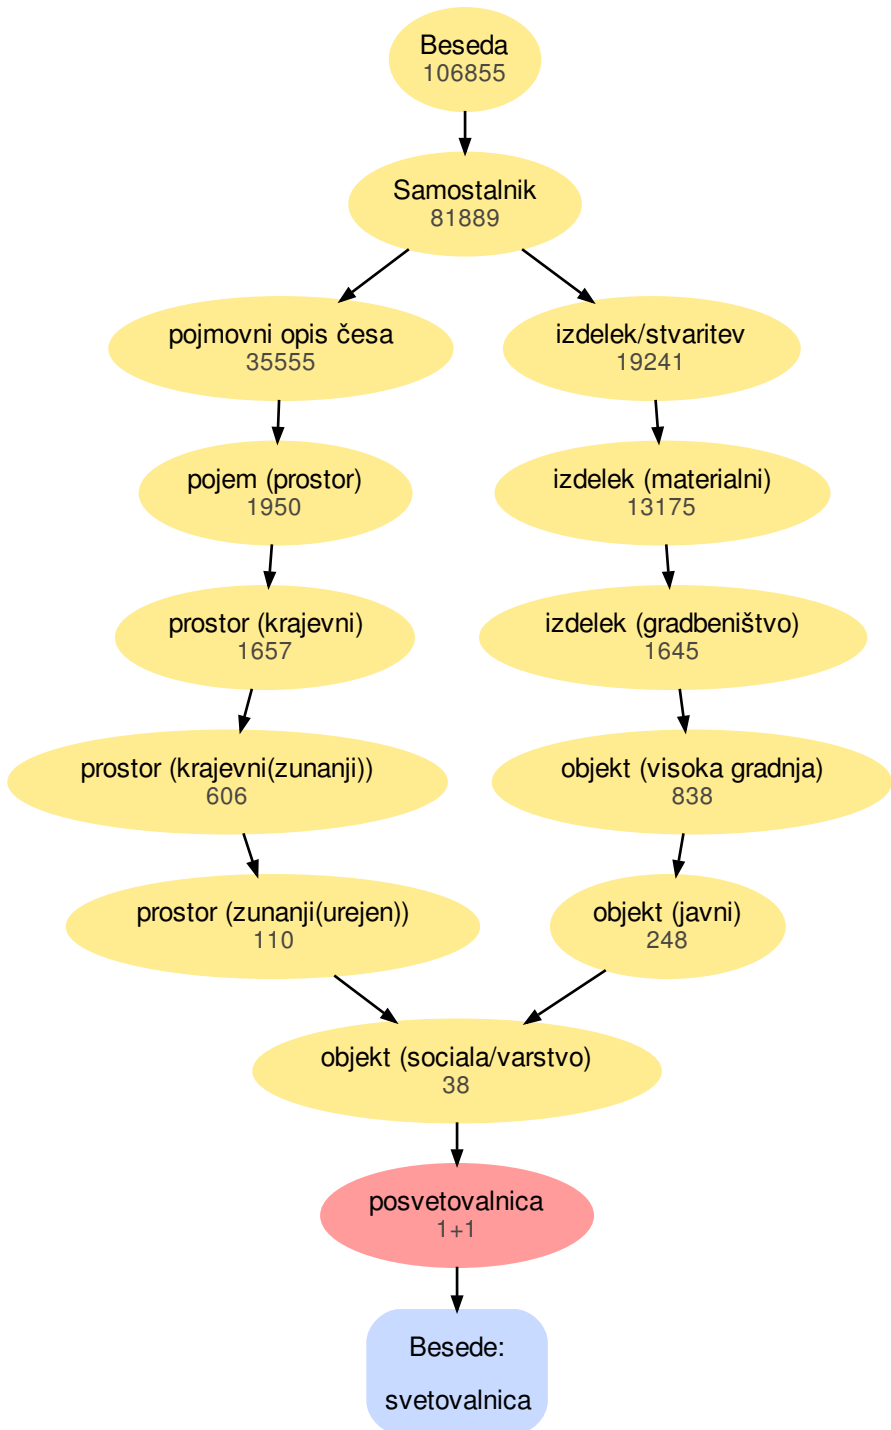 Beseda
106855
Samostalnik
81889
pojmovni opis česa
35555
izdelek/stvaritev
19241
pojem (prostor)
1950
izdelek (materialni)
13175
prostor (krajevni)
1657
izdelek (gradbeništvo)
1645
prostor (krajevni(zunanji))
606
objekt (visoka gradnja)
838
prostor (zunanji(urejen))
110
objekt (javni)
248
objekt (sociala/varstvo)
38
posvetovalnica
1+1
Besede:
svetovalnica